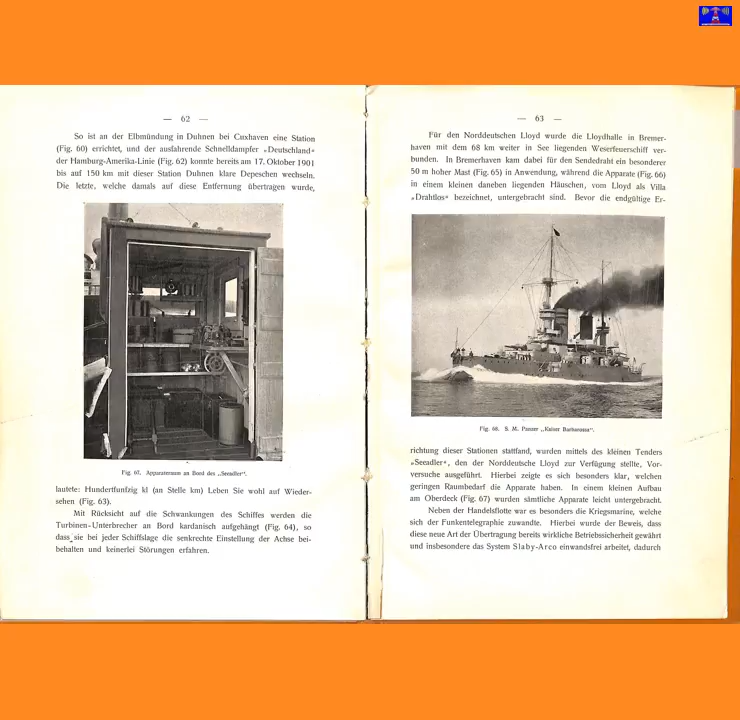 — 62 —
So ist an der Elbmündung in Duhnen bei Cuxhaven eine Station
(Fig. 60) errichtet, und der ausfahrende Schnelldampfer „Deutschland“
der Hamburg-Amerika-Linie (Fig. 62) konnte bereits am 17. Oktober 1901
bis auf 150 km mit dieser Station Duhnen klare Depeschen wechseln.
Die letzte, welche damals auf diese Entfernung übertragen wurde,
Fig. 67. Apparateraum an Bord des „Seeadler“.
lautete: Hundertfunfzig kl (an Stelle km) Leben Sie wohl auf Wieder-
sehen (Fig. 63).
Mit Rücksicht auf die Schwankungen des Schiffes werden die
Turbinen-Unterbrecher an Bord kardanisch aufgehängt (Fig. 64), so
dass sie bei jeder Schiffslage die senkrechte Einstellung der Achse bei-
behalten und keinerlei Störungen erfahren.
— 63 —
Für den Norddeutschen Lloyd wurde die Lloydhalle in Bremer-
haven mit dem 68 km weiter in See liegenden Weserfeuerschiff ver-
bunden. In Bremerhaven kam dabei für den Sendedraht ein besonderer
50 m hoher Mast (Fig. 65) in Anwendung, während die Apparate (Fig. 66)
in einem kleinen daneben liegenden Häuschen, vom Lloyd als Villa
„Drahtlos“ bezeichnet, untergebracht sind. Bevor die endgültige Er-
Fig. 68. S. M. Panzer „Kaiser Barbarossa“.
richtung dieser Stationen stattfand, wurden mittels des kleinen Tenders
„Seeadler“, den der Norddeutsche Lloyd zur Verfügung stellte, Vor-
versuche ausgeführt. Hierbei zeigte es sich besonders klar, welchen
geringen Raumbedarf die Apparate haben. In einem kleinen Aufbau
am Oberdeck (Fig. 67) wurden sämtliche Apparate leicht untergebracht.
Neben der Handelsflotte war es besonders die Kriegsmarine, welche
sich der Funkentelegraphie zuwandte. Hierbei wurde der Beweis, dass
diese neue Art der Übertragung bereits wirkliche Betriebssicherheit gewährt
und insbesondere das System Slaby-Arco einwandsfrei arbeitet, dadurch